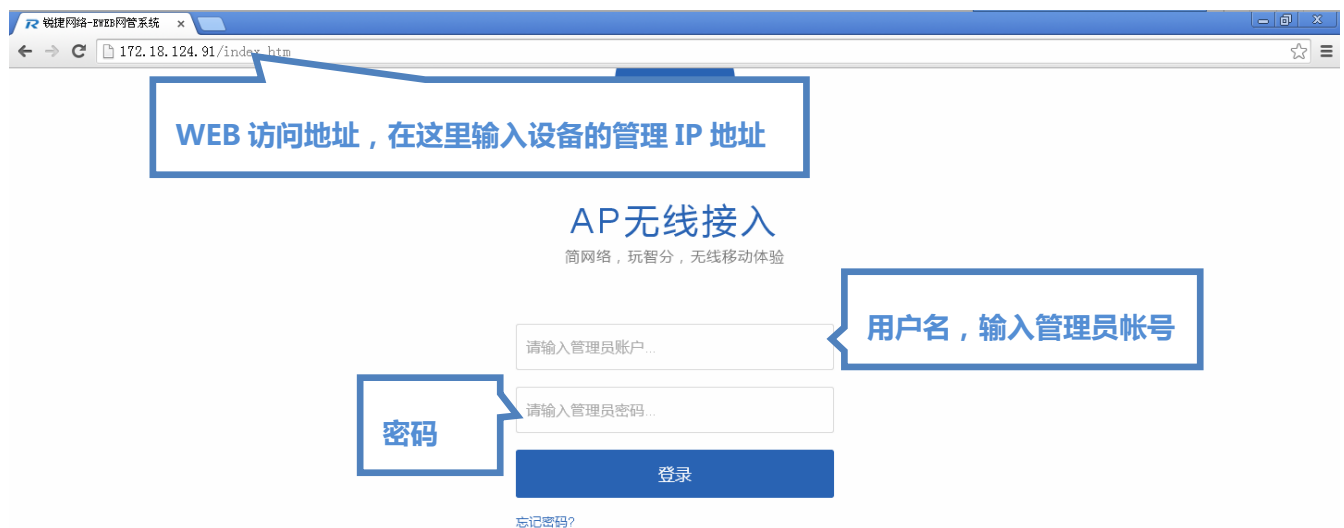 锐捷网络-EWEB网管系统 ×
172.18.124.91/index.htm
WEB 访问地址，在这里输入设备的管理 IP 地址
AP无线接入
简网络，玩智分，无线移动体验
用户名，输入管理员帐号
请输入管理员账户...
请输入管理员密码...
密码
登录
忘记密码?